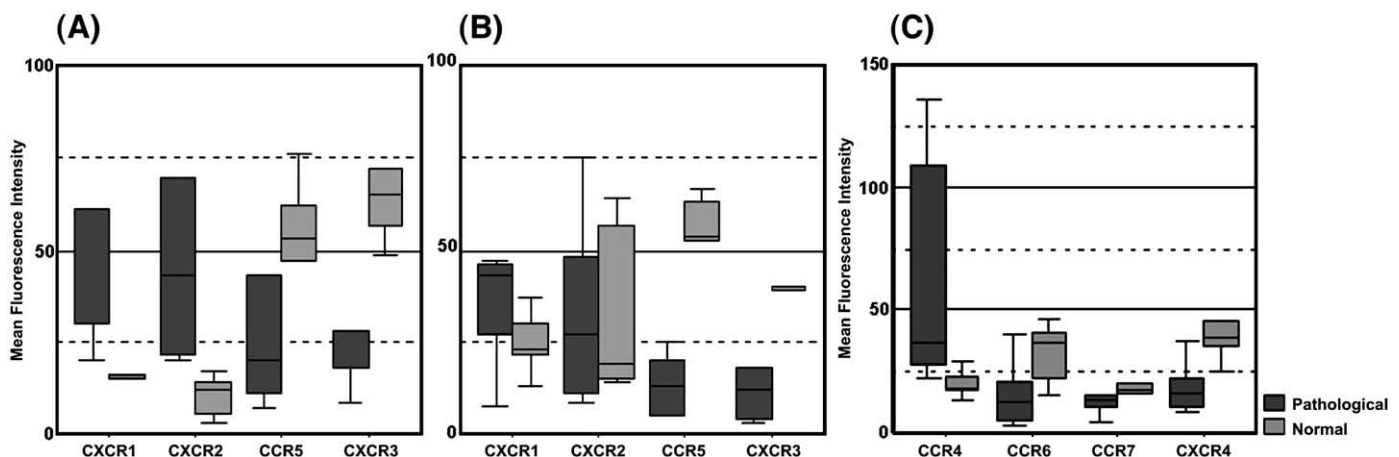 (A)
Mean Fluorescence Intensity
100
50
0
CXCR1 CXCR2 CCR5 CXCR3
(B)
100
50
0
CXCR1 CXCR2 CCR5 CXCR3
(C)
Mean Fluorescence Intensity
150
100
50
0
CCR4 CCR6 CCR7 CXCR4
Pathological
Normal